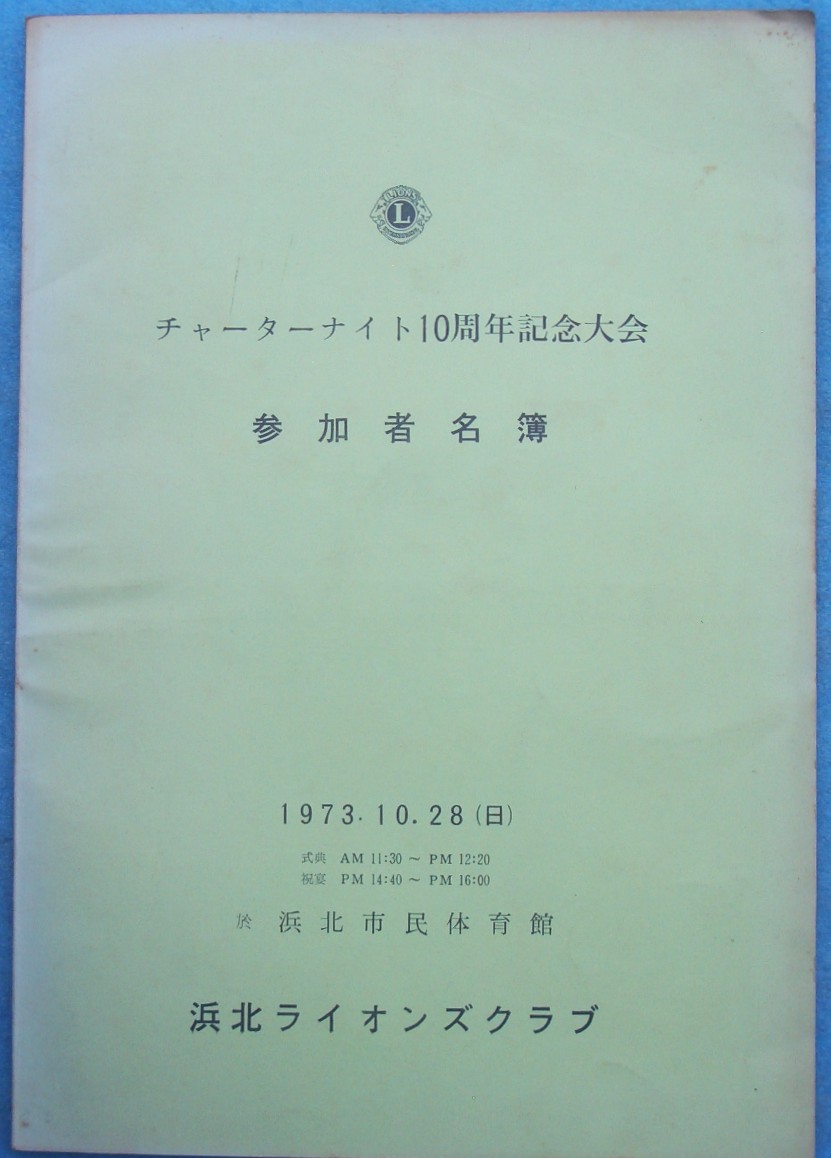 L
チャーターナイト10周年記念大会
参加者名簿
1973.10.28(日)
式典 AM 11:30 ～ PM 12:20
祝宴 PM 14:40 ～ PM 16:00
於 浜北市民体育館
浜北ライオンズクラブ